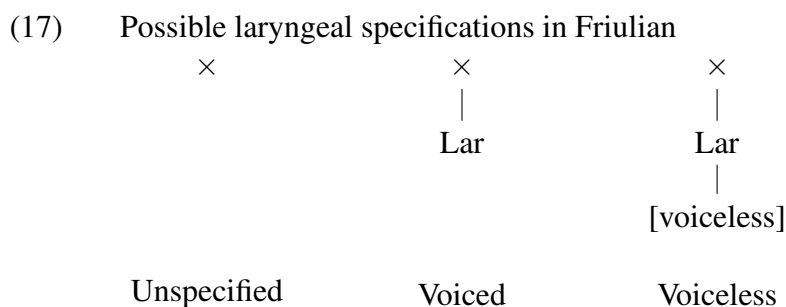 (17) Possible laryngeal specifications in Friulian
× × ×
Lar Lar
[voiceless]
Unspecified Voiced Voiceless